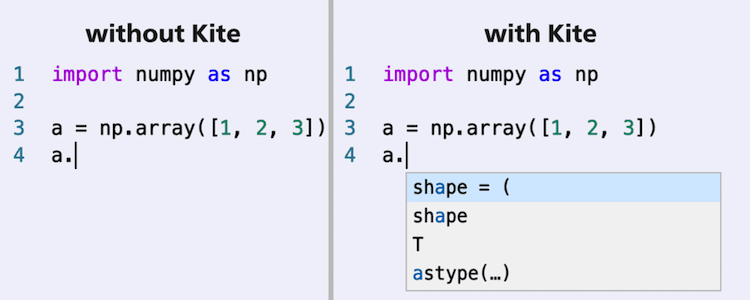 without Kite
1 import numpy as np
2
3 a = np.array([1, 2, 3])
4 a.
with Kite
1 import numpy as np
2
3 a = np.array([1, 2, 3])
4 a.
shape = (
shape
T
astype(…)